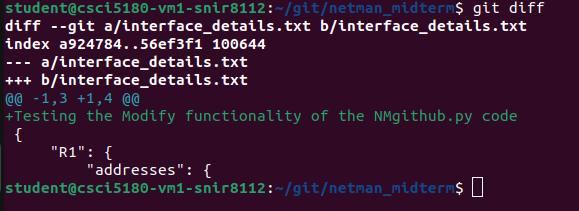 student@csci5180-vm1-snir8112:~/git/netman_midterm$ git diff
diff --git a/interface_details.txt b/interface_details.txt
index a924784..56ef3f1 100644
--- a/interface_details.txt
+++ b/interface_details.txt
@@ -1,3 +1,4 @@
+Testing the Modify functionality of the NMgithub.py code
 {
     "R1": {
         "addresses": {
student@csci5180-vm1-snir8112:~/git/netman_midterm$